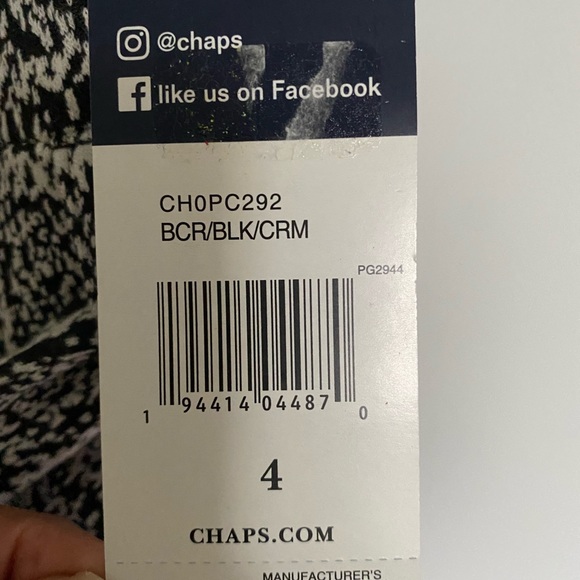 @chaps
like us on Facebook
CH0PC292
BCR/BLK/CRM
PG2944
1 94414 04487 0
4
CHAPS.COM
MANUFACTURER'S